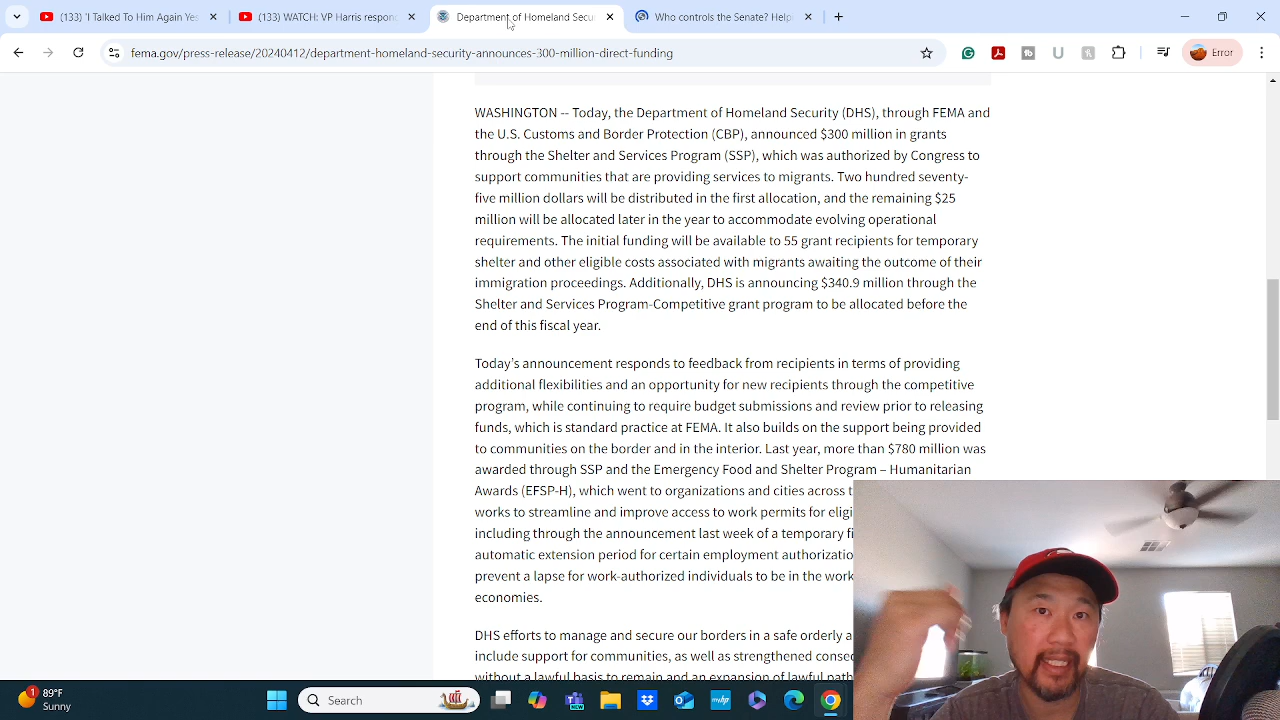 (133) 'I Talked To Him Again Yes
(133) WATCH: VP Harris respon
Department of Homeland Secu
Who controls the Senate? Help
fema.gov/press-release/20240412/department-homeland-security-announces-300-million-direct-funding
Error
WASHINGTON -- Today, the Department of Homeland Security (DHS), through FEMA and
the U.S. Customs and Border Protection (CBP), announced $300 million in grants
through the Shelter and Services Program (SSP), which was authorized by Congress to
support communities that are providing services to migrants. Two hundred seventy-
five million dollars will be distributed in the first allocation, and the remaining $25
million will be allocated later in the year to accommodate evolving operational
requirements. The initial funding will be available to 55 grant recipients for temporary
shelter and other eligible costs associated with migrants awaiting the outcome of their
immigration proceedings. Additionally, DHS is announcing $340.9 million through the
Shelter and Services Program-Competitive grant program to be allocated before the
end of this fiscal year.
Today's announcement responds to feedback from recipients in terms of providing
additional flexibilities and an opportunity for new recipients through the competitive
program, while continuing to require budget submissions and review prior to releasing
funds, which is standard practice at FEMA. It also builds on the support being provided
to communities on the border and in the interior. Last year, more than $780 million was
awarded through SSP and the Emergency Food and Shelter Program – Humanitarian
Awards (EFSP-H), which went to organizations and cities across t
works to streamline and improve access to work permits for elig
including through the announcement last week of a temporary fi
automatic extension period for certain employment authorizatio
prevent a lapse for work-authorized individuals to be in the work
economies.
DHS efforts to manage and secure our borders in a safe orderly a
include support for communities, as well as strengthened conse
1
89°F
Sunny
Search